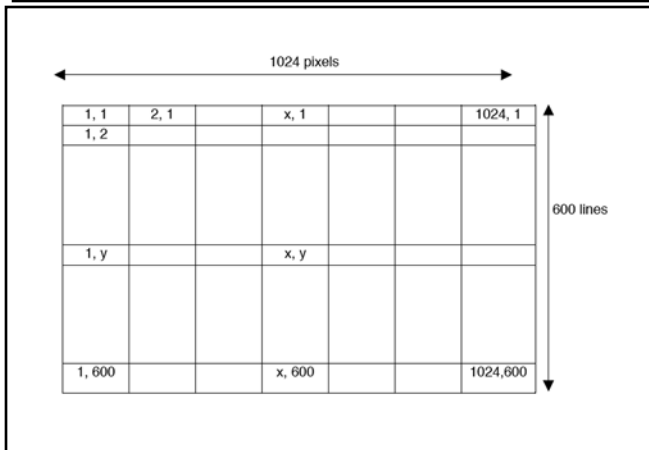 1024 pixels
1, 1 2, 1 x, 1 1024, 1
1, 2
600 lines
1, y x, y
1, 600 x, 600 1024,600